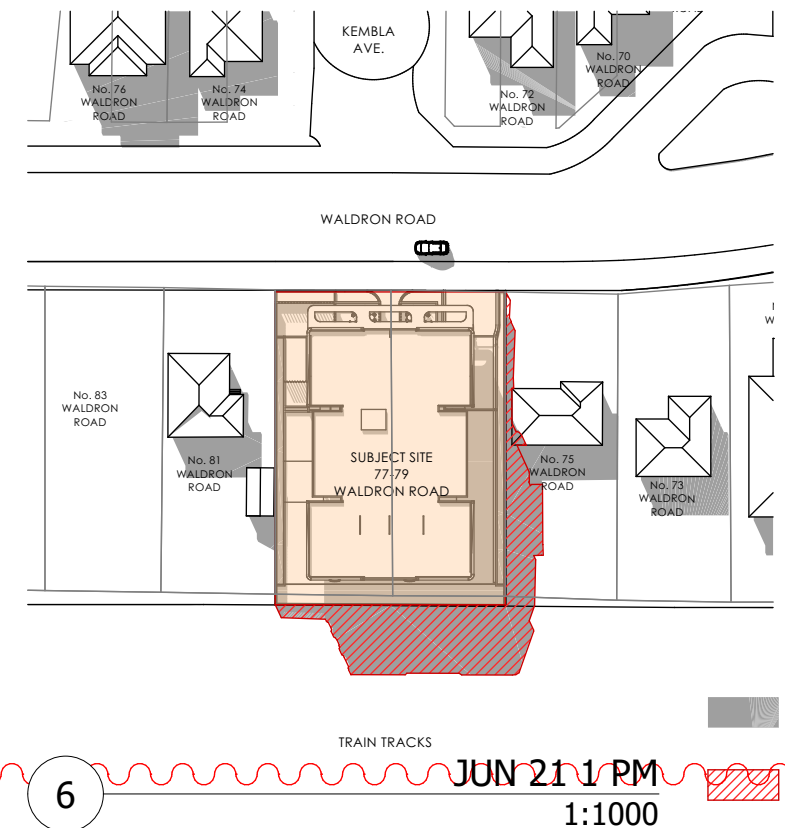 KEMBLA
AVE.
No. 76
WALDRON
ROAD
No. 74
WALDRON
ROAD
No. 72
WALDRON
ROAD
No. 70
WALDRON
ROAD
WALDRON ROAD
No. 83
WALDRON
ROAD
No. 81
WALDRON
ROAD
SUBJECT SITE
77-79
WALDRON ROAD
No. 75
WALDRON
ROAD
No. 73
WALDRON
ROAD
TRAIN TRACKS
6
JUN 21 1 PM
1:1000